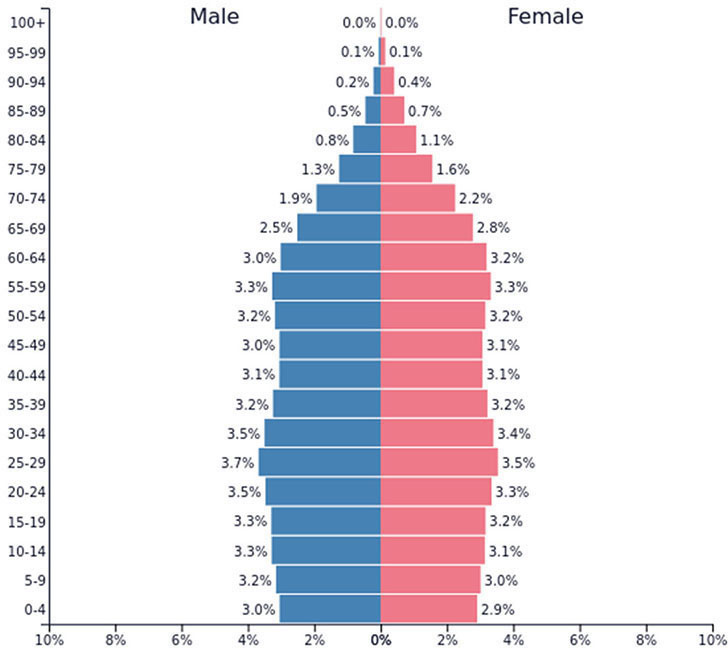 Male Female
100+ 0.0% 0.0%
95-99 0.1% 0.1%
90-94 0.2% 0.4%
85-89 0.5% 0.7%
80-84 0.8% 1.1%
75-79 1.3% 1.6%
70-74 1.9% 2.2%
65-69 2.5% 2.8%
60-64 3.0% 3.2%
55-59 3.3% 3.3%
50-54 3.2% 3.2%
45-49 3.0% 3.1%
40-44 3.1% 3.1%
35-39 3.2% 3.2%
30-34 3.5% 3.4%
25-29 3.7% 3.5%
20-24 3.5% 3.3%
15-19 3.3% 3.2%
10-14 3.3% 3.1%
5-9 3.2% 3.0%
0-4 3.0% 2.9%
10% 8% 6% 4% 2% 0% 2% 4% 6% 8% 10%